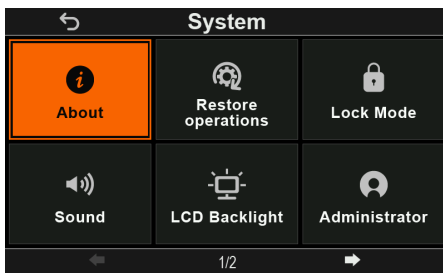 System
About
Restore
operations
Lock Mode
Sound
LCD Backlight
Administrator
1/2